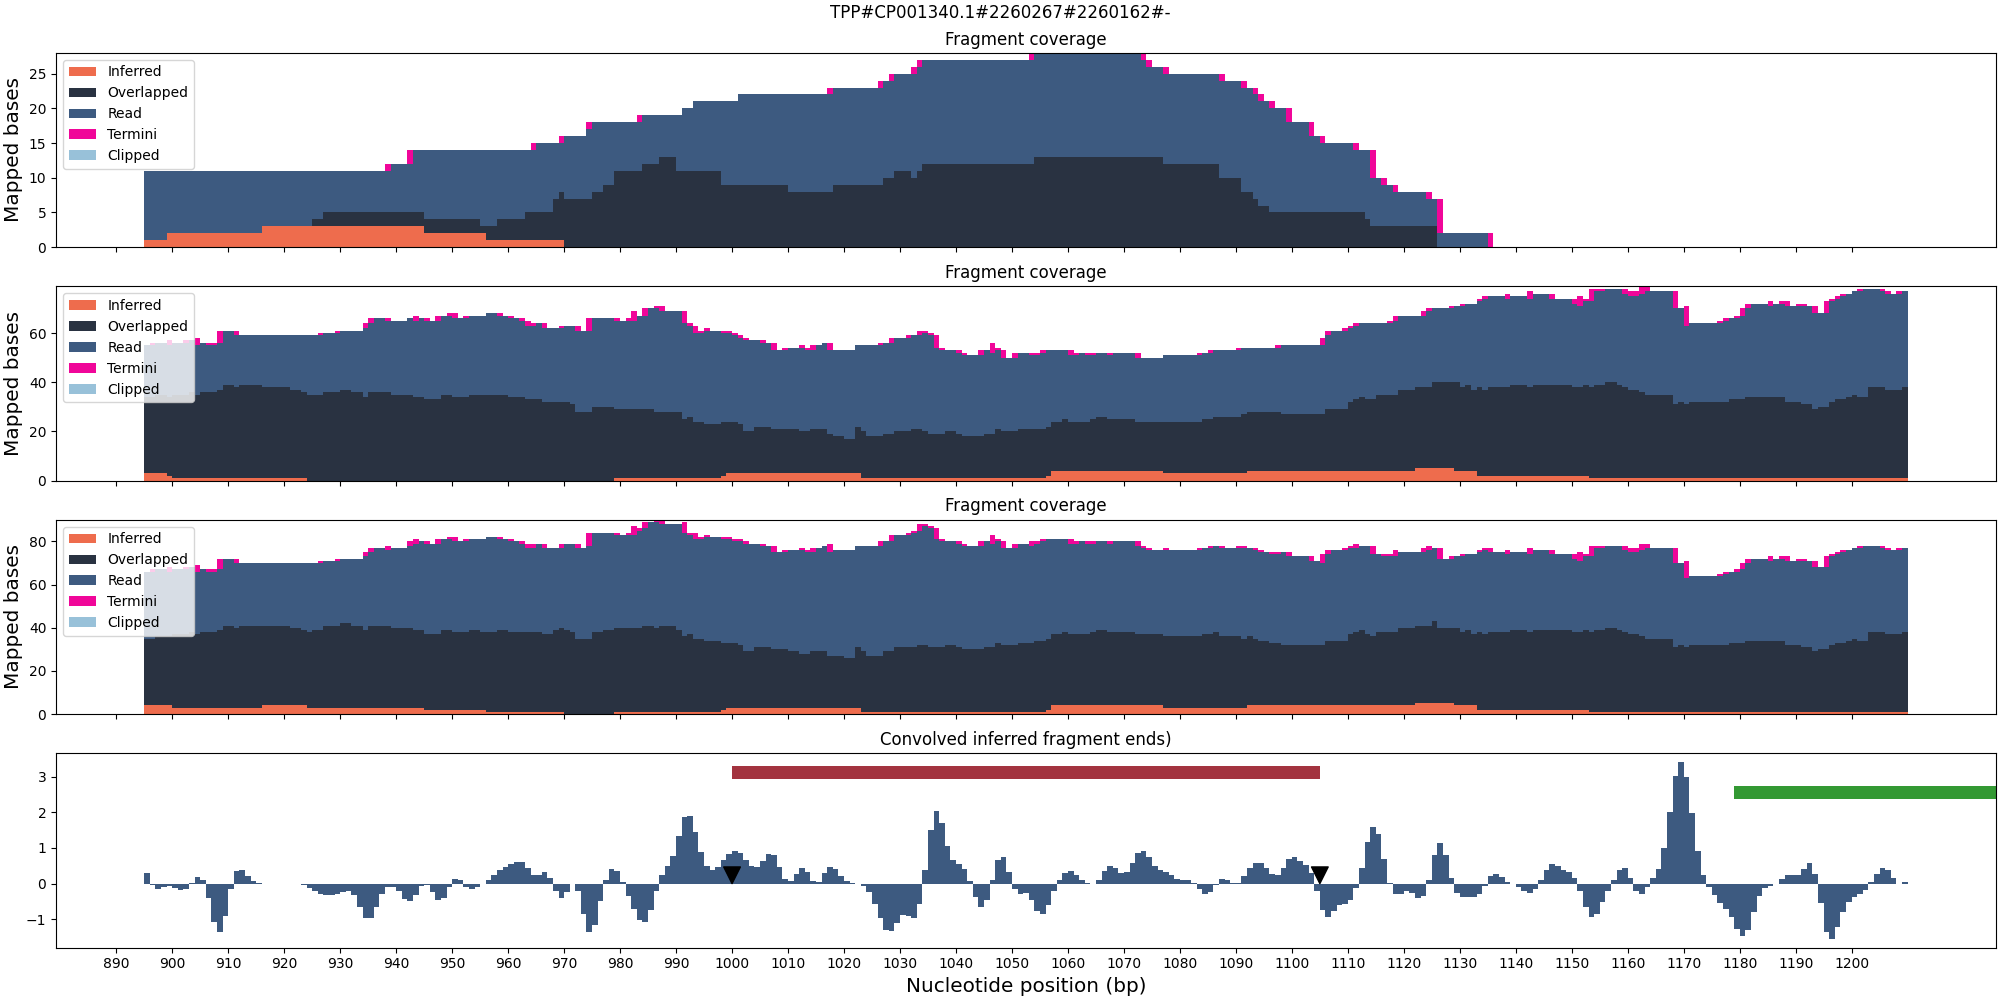 TPP#CP001340.1#2260267#2260162#-
Fragment coverage
Mapped bases
25
20
15
10
5
0
Inferred
Overlapped
Read
Termini
Clipped
Fragment coverage
Mapped bases
60
40
20
0
Inferred
Overlapped
Read
Termini
Clipped
Fragment coverage
Mapped bases
80
60
40
20
0
Inferred
Overlapped
Read
Termini
Clipped
Convolved inferred fragment ends)
3
2
1
0
−1
890 900 910 920 930 940 950 960 970 980 990 1000 1010 1020 1030 1040 1050 1060 1070 1080 1090 1100 1110 1120 1130 1140 1150 1160 1170 1180 1190 1200
Nucleotide position (bp)